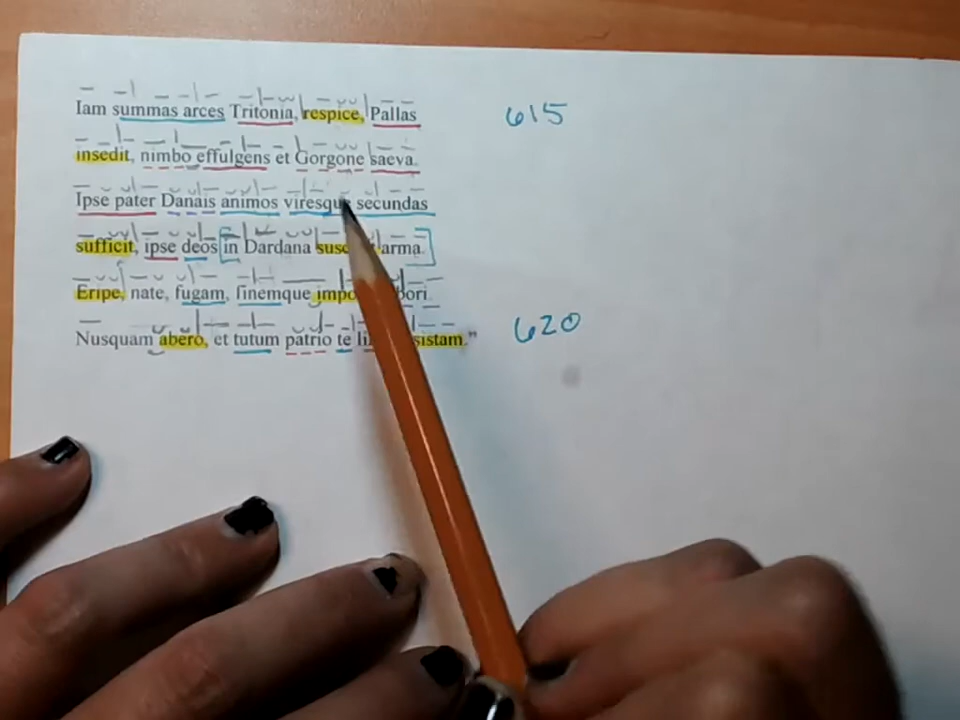 Iam summas arces Tritonia, respice, Pallas 615
insedit, nimbo effulgens et Gorgone saeva.
Ipse pater Danais animos viresque secundas
sufficit, ipse deos in Dardana arma.
Eripe, nate, fugam, finemque
Nusquam abero, et tutum patrio te sistam." 620